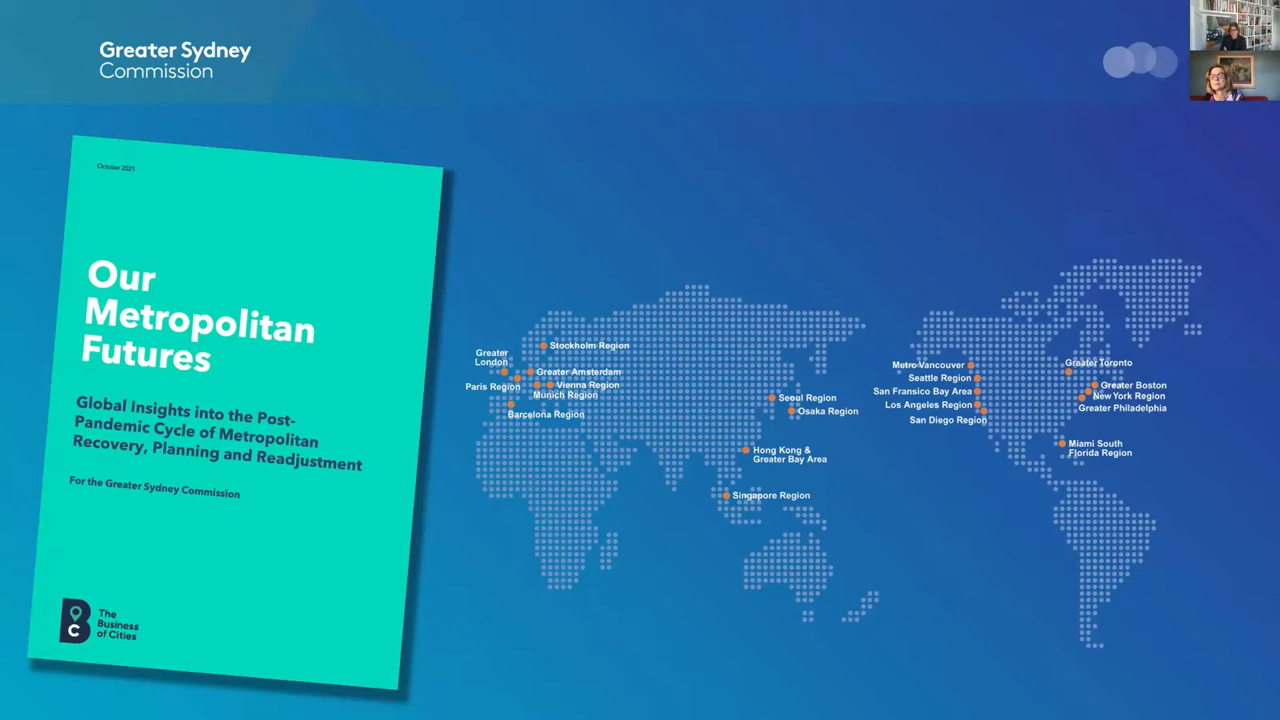 Greater Sydney
Commission
October 2021
Our
Metropolitan
Futures
Global Insights into the Post-
Pandemic Cycle of Metropolitan
Recovery, Planning and Readjustment
For the Greater Sydney Commission
B
C
The
Business
of Cities
Stockholm Region
Greater
London
Greater Amsterdam
Paris Region
Vienna Region
Munich Region
Barcelona Region
Seoul Region
Osaka Region
Hong Kong &
Greater Bay Area
Singapore Region
Metro Vancouver
Seattle Region
San Fransico Bay Area
Los Angeles Region
San Diego Region
Greater Toronto
Greater Boston
New York Region
Greater Philadelphia
Miami South
Florida Region